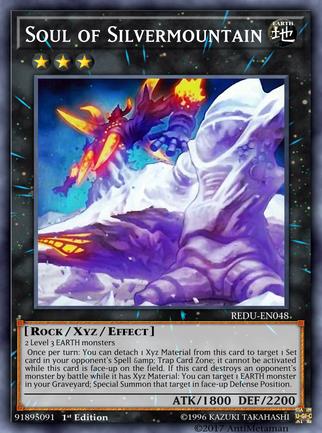 Soul of Silvermountain
EARTH
地
REDU-EN048
[Rock / Xyz / Effect]
2 Level 3 EARTH monsters
Once per turn: You can detach 1 Xyz Material from this card to target 1 Set
card in your opponent's Spell &amp; Trap Card Zone; it cannot be activated
while this card is face-up on the field. If this card destroys an opponent's
monster by battle while it has Xyz Material: You can target 1 EARTH monster
in your Graveyard; Special Summon that target in face-up Defense Position.
ATK/1800 DEF/2200
91895091 1st Edition ©1996 KAZUKI TAKAHASHI
©2017 AntiMetaman